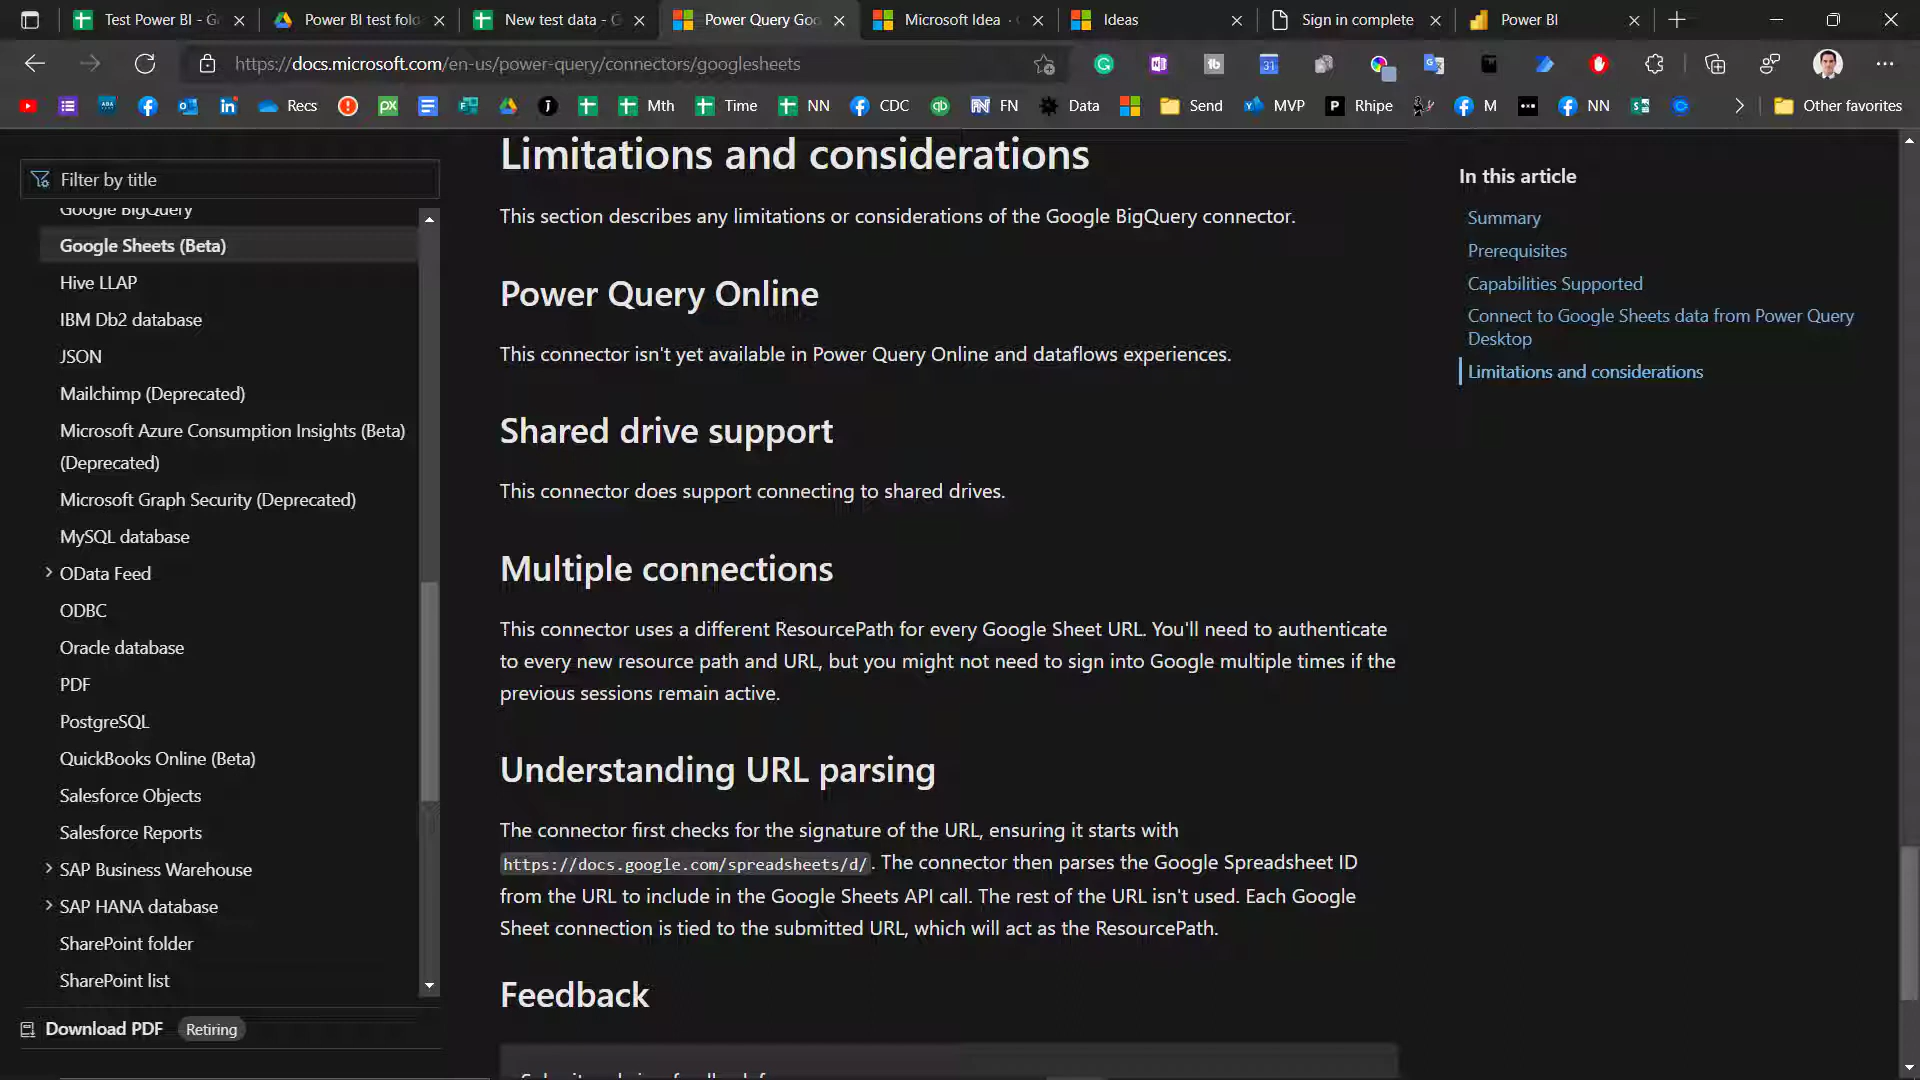 Test Power BI - G
Power BI test fold
New test data - G
Power Query Goo
Microsoft Idea ·
Ideas
Sign in complete
Power BI
https://docs.microsoft.com/en-us/power-query/connectors/googlesheets
Recs
Mth
Time
NN
CDC
FN
Data
Send
MVP
Rhipe
M
NN
Other favorites
Filter by title
Google BigQuery
Google Sheets (Beta)
Hive LLAP
IBM Db2 database
JSON
Mailchimp (Deprecated)
Microsoft Azure Consumption Insights (Beta)
(Deprecated)
Microsoft Graph Security (Deprecated)
MySQL database
OData Feed
ODBC
Oracle database
PDF
PostgreSQL
QuickBooks Online (Beta)
Salesforce Objects
Salesforce Reports
SAP Business Warehouse
SAP HANA database
SharePoint folder
SharePoint list
Download PDF Retiring
Limitations and considerations
This section describes any limitations or considerations of the Google BigQuery connector.
Power Query Online
This connector isn't yet available in Power Query Online and dataflows experiences.
Shared drive support
This connector does support connecting to shared drives.
Multiple connections
This connector uses a different ResourcePath for every Google Sheet URL. You'll need to authenticate
to every new resource path and URL, but you might not need to sign into Google multiple times if the
previous sessions remain active.
Understanding URL parsing
The connector first checks for the signature of the URL, ensuring it starts with
https://docs.google.com/spreadsheets/d/. The connector then parses the Google Spreadsheet ID
from the URL to include in the Google Sheets API call. The rest of the URL isn't used. Each Google
Sheet connection is tied to the submitted URL, which will act as the ResourcePath.
Feedback
In this article
Summary
Prerequisites
Capabilities Supported
Connect to Google Sheets data from Power Query
Desktop
Limitations and considerations